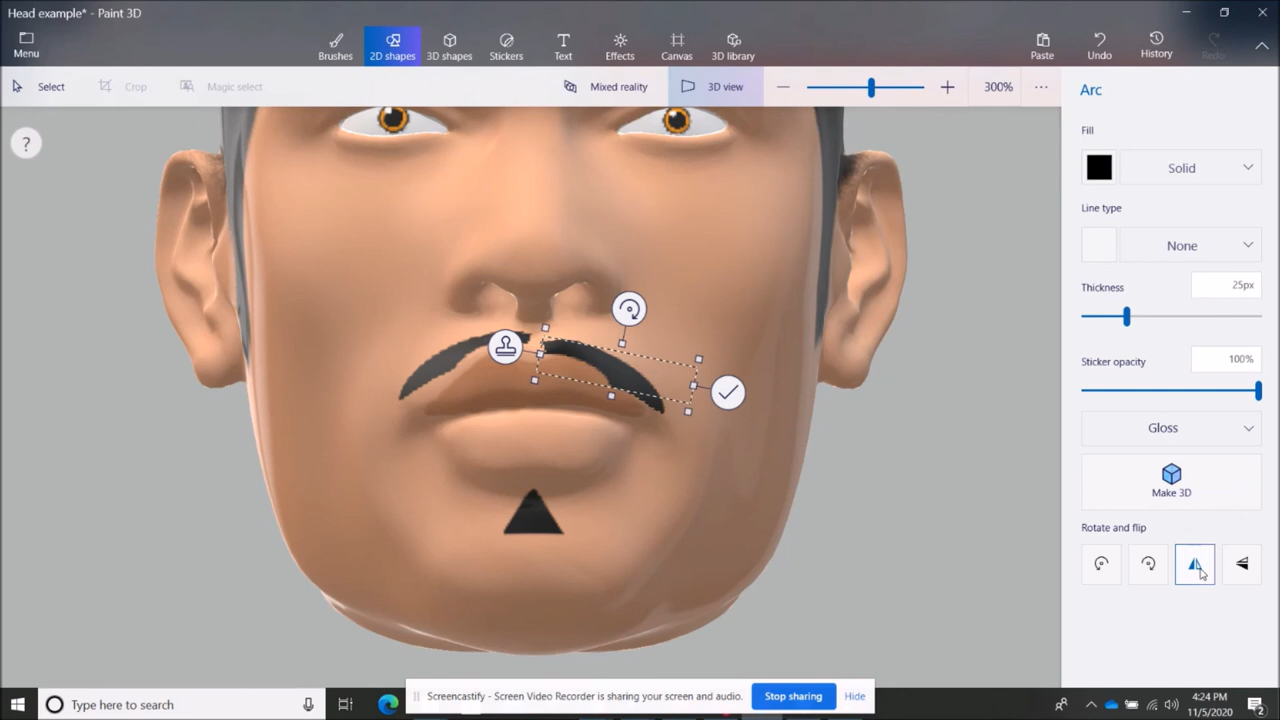 Head example* - Paint 3D
Menu
Brushes
2D shapes
3D shapes
Stickers
Text
Effects
Canvas
3D library
Paste
Undo
History
Redo
Select
Crop
Magic select
Mixed reality
3D view
300%
Arc
?
Fill
Solid
Line type
None
Thickness
25px
Sticker opacity
100%
Gloss
Make 3D
Rotate and flip
Screencastify - Screen Video Recorder is sharing your screen and audio.
Stop sharing
Hide
Type here to search
4:24 PM
11/5/2020
2